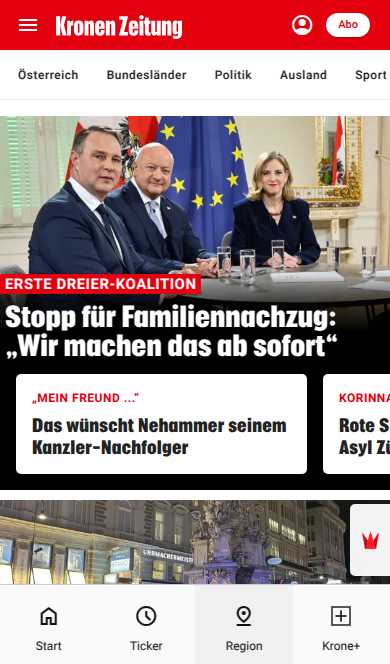 Kronen Zeitung
Abo
Österreich Bundesländer Politik Ausland Sport
ERSTE DREIER-KOALITION
Stopp für Familiennachzug:
„Wir machen das ab sofort“
„MEIN FREUND ...“
Das wünscht Nehammer seinem
Kanzler-Nachfolger
KORINNA
Rote S
Asyl Zü
UHRMACHERMEISTER
Start Ticker Region Krone+